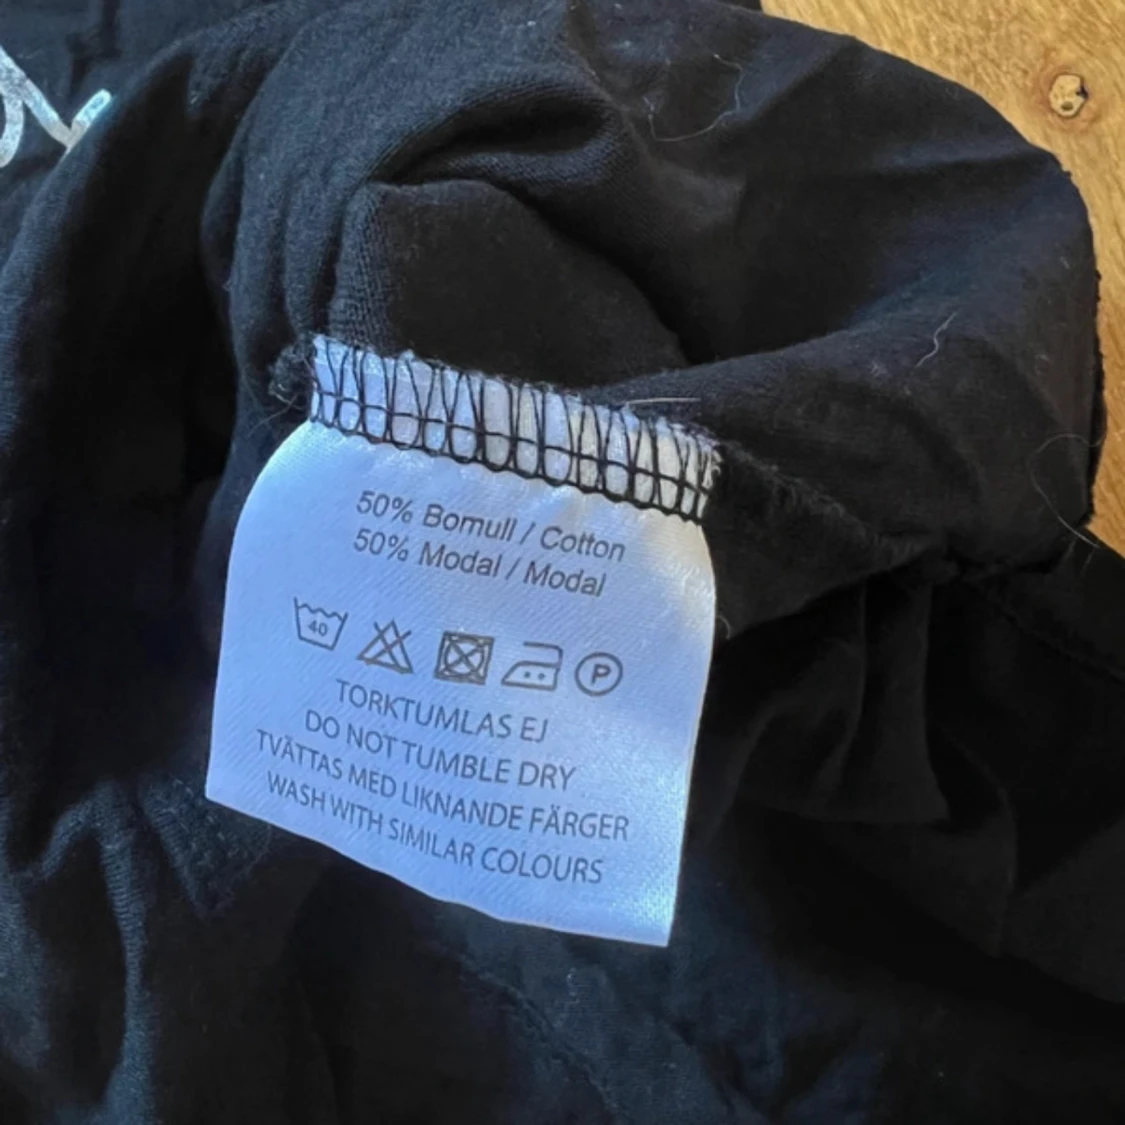 50% Bomull / Cotton
50% Modal / Modal
40 P
TORKTUMLAS EJ
DO NOT TUMBLE DRY
TVÄTTAS MED LIKNANDE FÄRGER
WASH WITH SIMILAR COLOURS